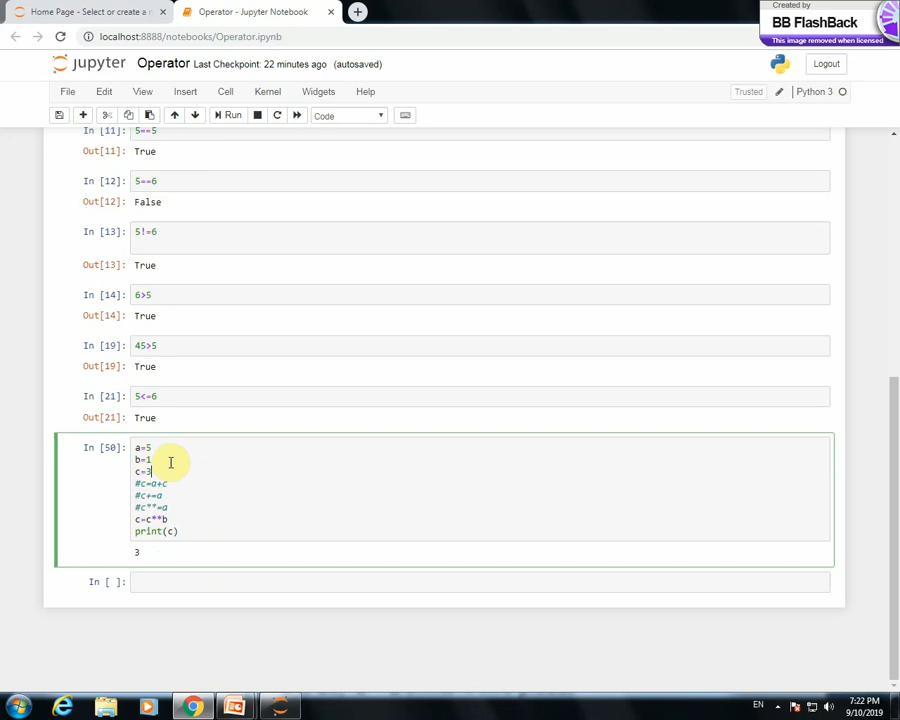 Home Page - Select or create a n
Operator - Jupyter Notebook
Created by
BB FlashBack
This image removed when licensed
localhost:8888/notebooks/Operator.ipynb
jupyter Operator Last Checkpoint: 22 minutes ago (autosaved)
Logout
File Edit View Insert Cell Kernel Widgets Help
Trusted Python 3
Run Code
In [11]: 5==5
Out[11]: True
In [12]: 5==6
Out[12]: False
In [13]: 5!=6
Out[13]: True
In [14]: 6>5
Out[14]: True
In [19]: 45>5
Out[19]: True
In [21]: 5<=6
Out[21]: True
In [50]: a=5
b=1
c=3
#c=a+c
#c+=a
#c**=a
c=c**b
print(c)
3
In [ ]:
EN
7:22 PM
9/10/2019